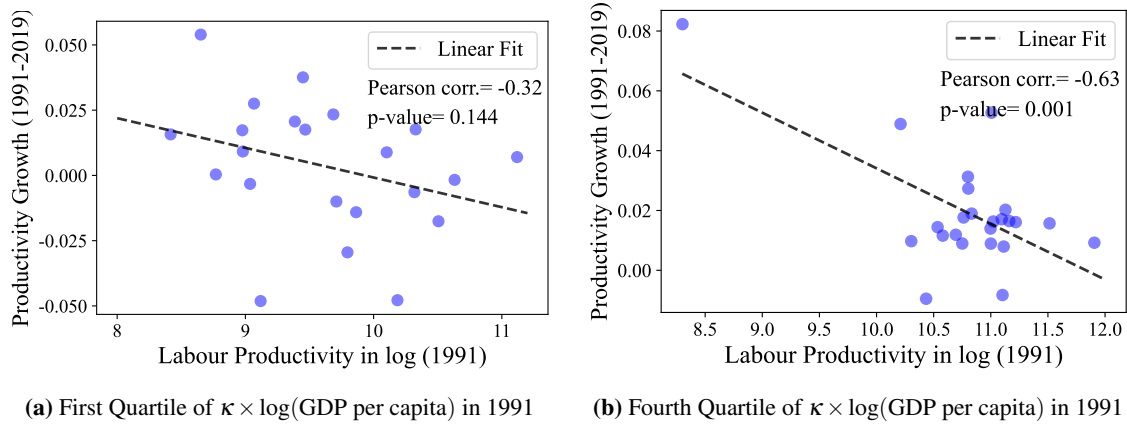 Productivity Growth (1991-2019)
0.050
0.025
0.000
-0.025
-0.050
8
9
10
11
Labour Productivity in log (1991)
Linear Fit
Pearson corr.= -0.32
p-value= 0.144
(a) First Quartile of κ × log(GDP per capita) in 1991
Productivity Growth (1991-2019)
0.08
0.06
0.04
0.02
0.00
8.5
9.0
9.5
10.0
10.5
11.0
11.5
12.0
Labour Productivity in log (1991)
Linear Fit
Pearson corr.= -0.63
p-value= 0.001
(b) Fourth Quartile of κ × log(GDP per capita) in 1991